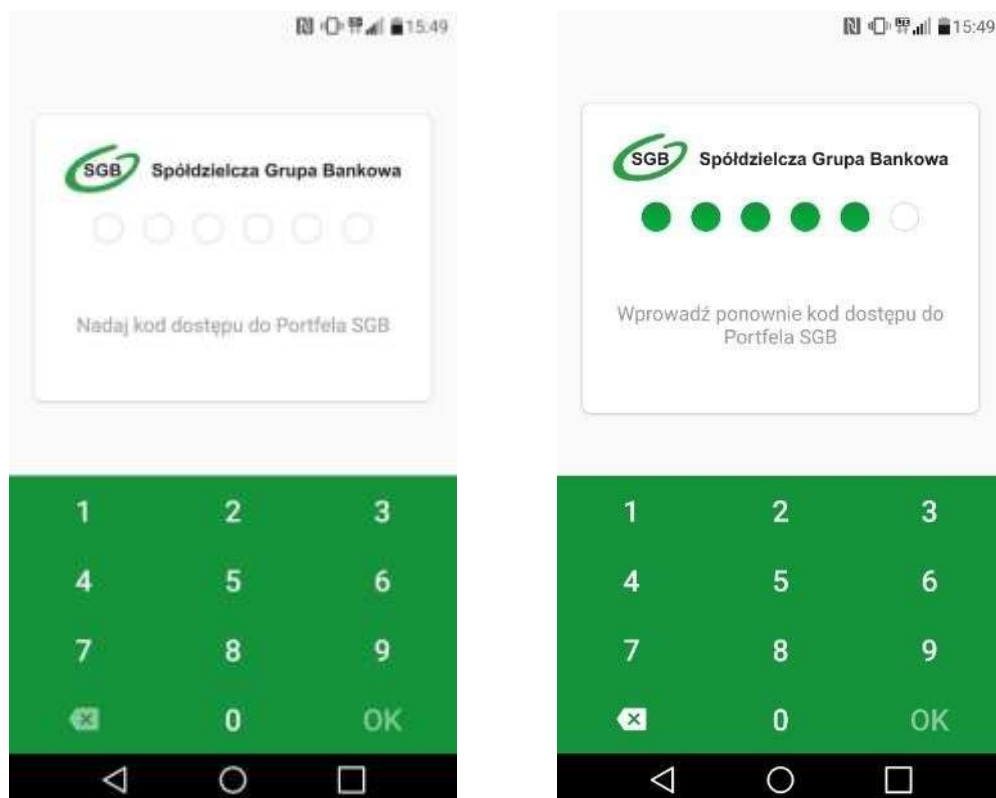 15:49
SGB Spółdzielcza Grupa Bankowa
Nadaj kod dostępu do Portfela SGB
1 2 3
4 5 6
7 8 9
0 OK
15:49
SGB Spółdzielcza Grupa Bankowa
Wprowadź ponownie kod dostępu do
Portfela SGB
1 2 3
4 5 6
7 8 9
0 OK